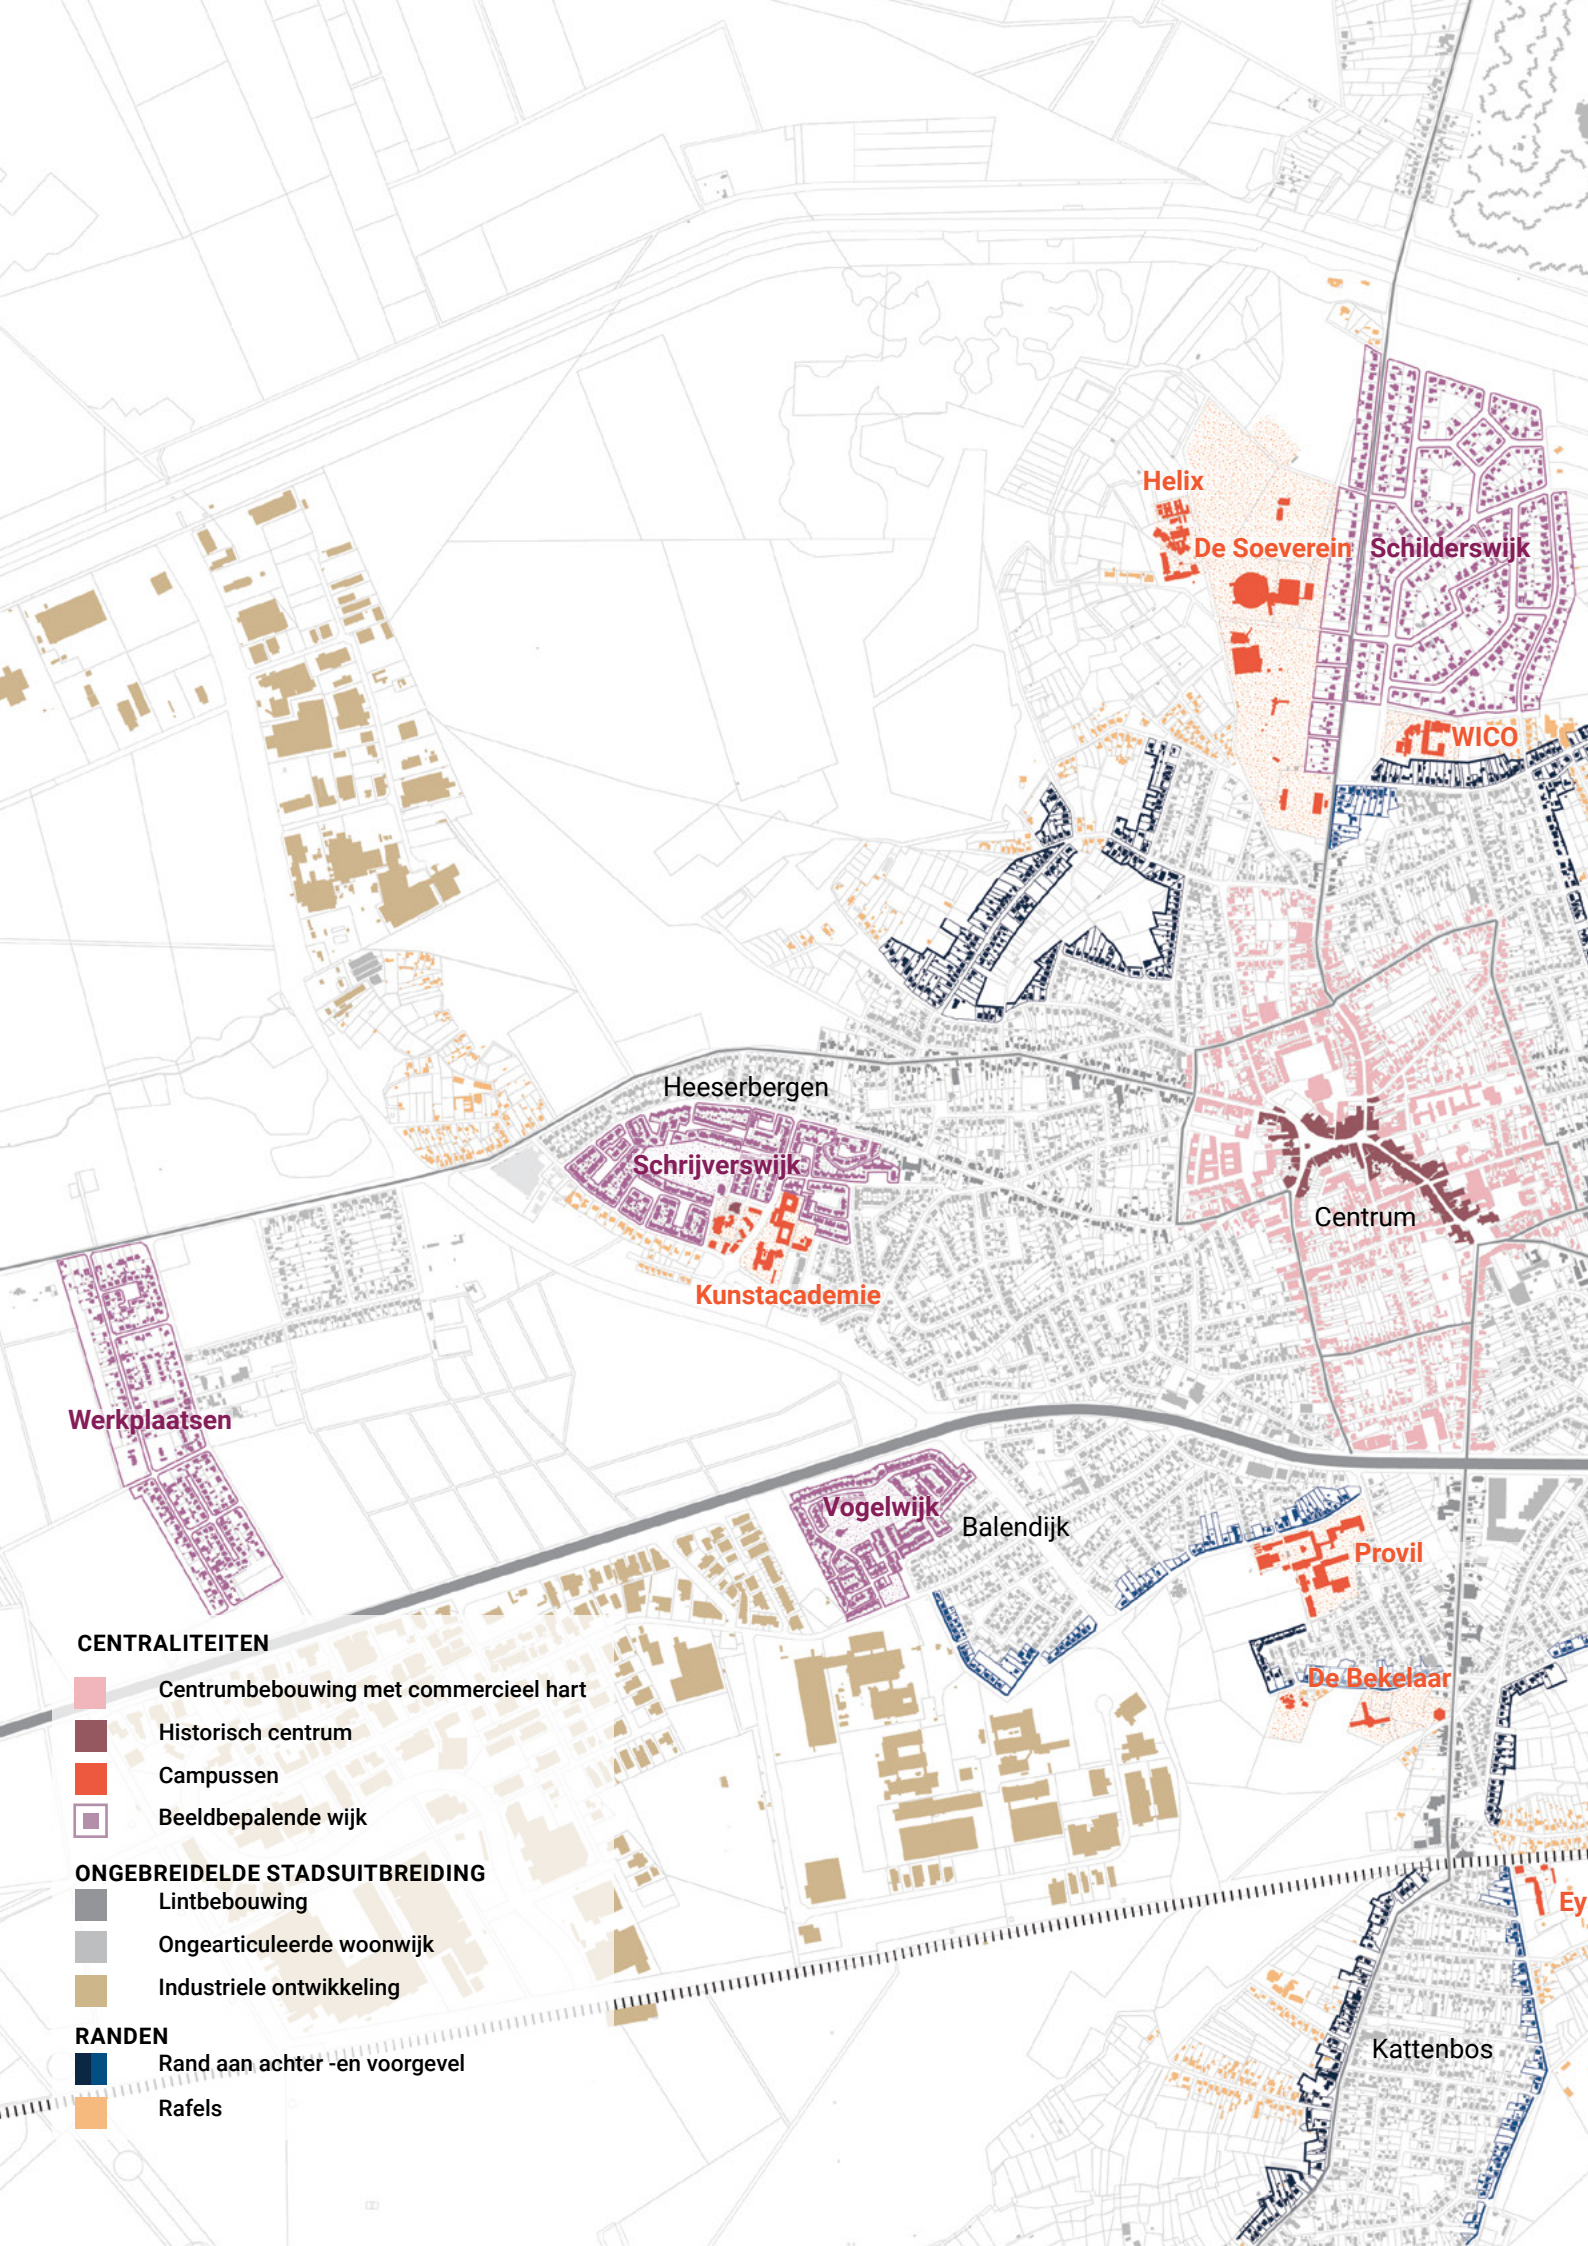 Helix
De Soeverein
Schilderswijk
WICO
Heeserbergen
Schrijverswijk
Centrum
Kunstacademie
Werkplaatsen
Vogelwijk
Balendijk
Provil
De Bekelaar
Ey
Kattenbos
CENTRALITEITEN
Centrumbebouwing met commercieel hart
Historisch centrum
Campussen
Beeldbepalende wijk
ONGEBREIDELDE STADSUITBREIDING
Lintbebouwing
Ongearticuleerde woonwijk
Industriele ontwikkeling
RANDEN
Rand aan achter -en voorgevel
Rafels